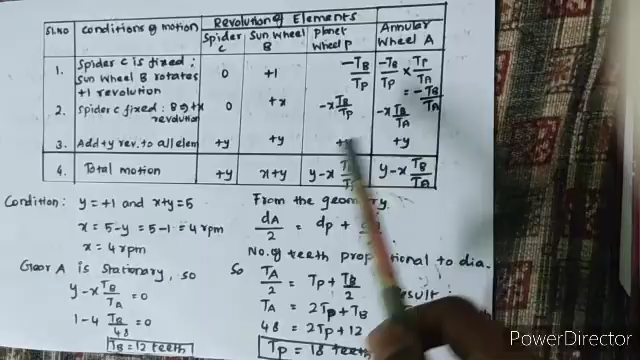 Revolution of Elements
Sl.No Conditions of motion Spider C Sun Wheel B Planet Wheel P Annular Wheel A
1. Spider C is fixed; Sun Wheel B rotates +1 revolution 0 +1 -TB/TP -TB/TP × TP/TA = -TB/TA
2. Spider C fixed: B +x revolution 0 +x -x TB/TP -x TB/TA
3. Add +y rev. to all elem +y +y +y +y
4. Total motion +y x+y y-x y-x TB/TA
Condition: y = +1 and x+y = 5
x = 5-y = 5-1 = 4 rpm
x = 4 rpm
Gear A is Stationary, so
y-x TB/TA = 0
1-4 TB/48 = 0
TB = 12 teeth
From the geometry
dA/2 = dp +
No. of teeth proportional to dia.
So TA/2 = TP + TB/2
TA = 2TP + TB
48 = 2TP + 12
TP = 18 teeth
PowerDirector